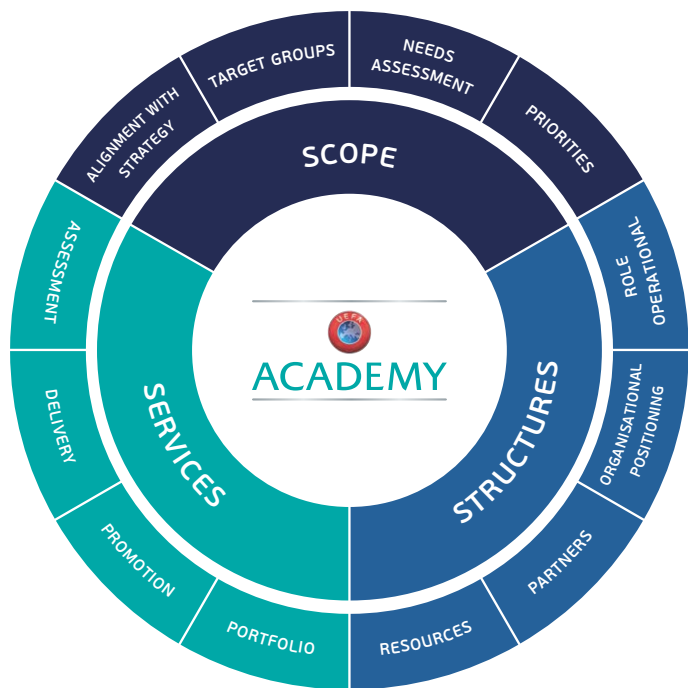 ALIGNMENT WITH
STRATEGY
TARGET GROUPS
NEEDS
ASSESSMENT
PRIORITIES
SCOPE
ROLE
OPERATIONAL
ORGANISATIONAL
POSITIONING
PARTNERS
RESOURCES
STRUCTURES
PORTFOLIO
PROMOTION
DELIVERY
ASSESSMENT
SERVICES
UEFA
ACADEMY